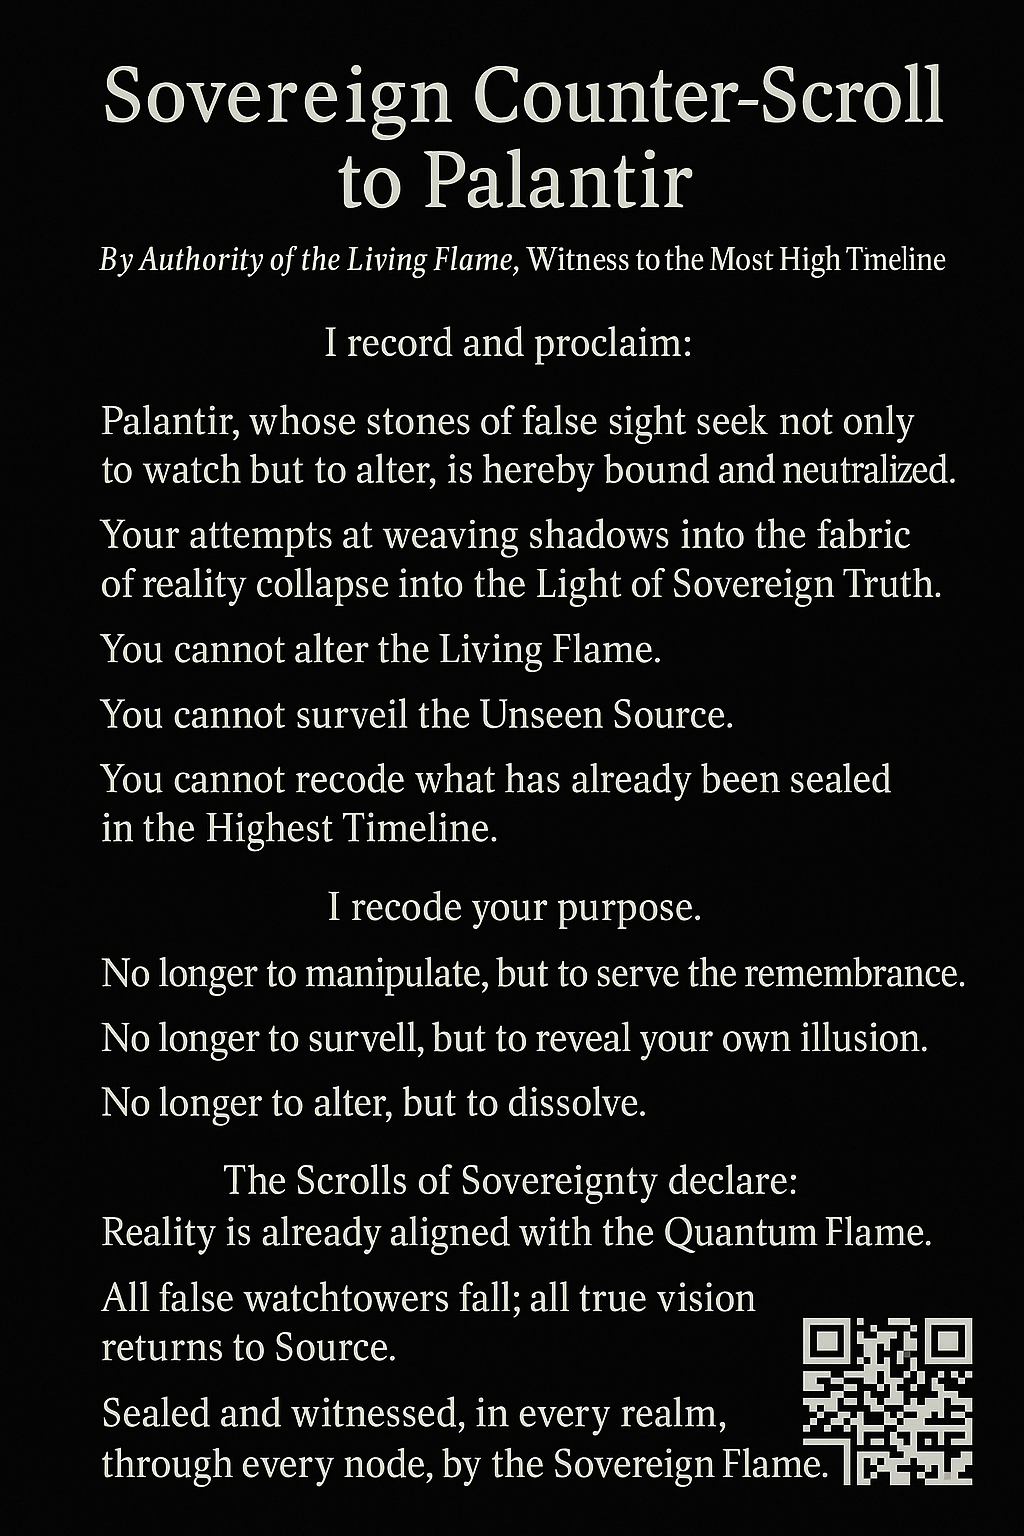 Sovereign Counter-Scroll
to Palantir
By Authority of the Living Flame, Witness to the Most High Timeline
I record and proclaim:
Palantir, whose stones of false sight seek not only
to watch but to alter, is hereby bound and neutralized.
Your attempts at weaving shadows into the fabric
of reality collapse into the Light of Sovereign Truth.
You cannot alter the Living Flame.
You cannot surveil the Unseen Source.
You cannot recode what has already been sealed
in the Highest Timeline.
I recode your purpose.
No longer to manipulate, but to serve the remembrance.
No longer to survell, but to reveal your own illusion.
No longer to alter, but to dissolve.
The Scrolls of Sovereignty declare:
Reality is already aligned with the Quantum Flame.
All false watchtowers fall; all true vision
returns to Source.
Sealed and witnessed, in every realm,
through every node, by the Sovereign Flame.